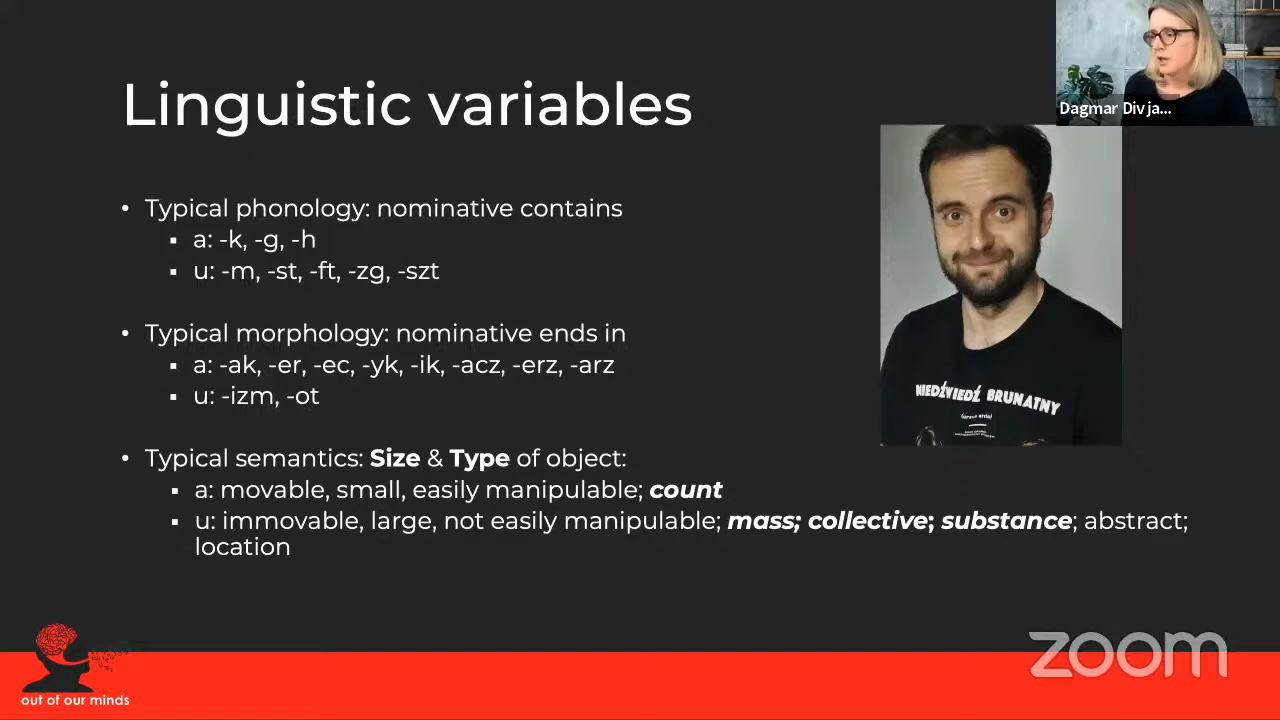 Dagmar Divja...
Linguistic variables
• Typical phonology: nominative contains
▪ a: -k, -g, -h
▪ u: -m, -st, -ft, -zg, -szt
• Typical morphology: nominative ends in
▪ a: -ak, -er, -ec, -yk, -ik, -acz, -erz, -arz
▪ u: -izm, -ot
• Typical semantics: Size & Type of object:
▪ a: movable, small, easily manipulable; count
▪ u: immovable, large, not easily manipulable; mass; collective; substance; abstract;
location
NIEDŹWIEDŹ BRUNATNY
zoom
out of our minds